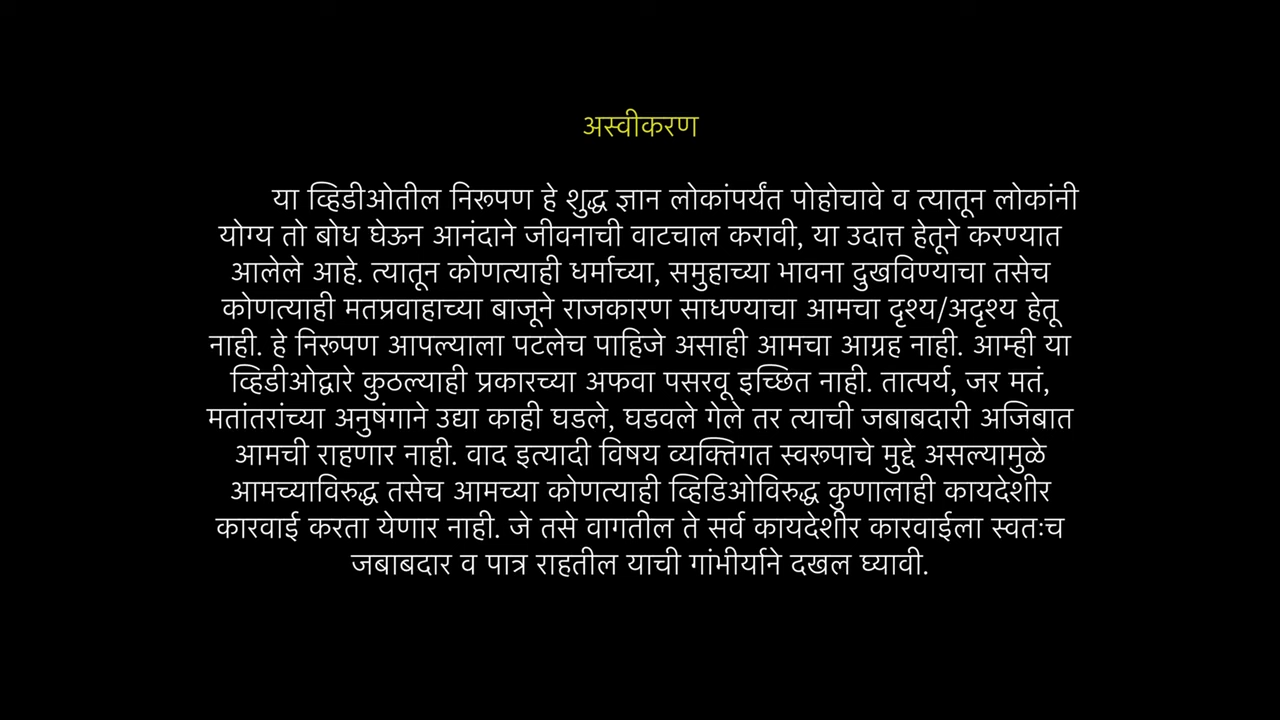 अस्वीकरण
या व्हिडीओतील निरूपण हे शुद्ध ज्ञान लोकांपर्यंत पोहोचावे व त्यातून लोकांनी
योग्य तो बोध घेऊन आनंदाने जीवनाची वाटचाल करावी, या उदात्त हेतूने करण्यात
आलेले आहे. त्यातून कोणत्याही धर्माच्या, समुहाच्या भावना दुखविण्याचा तसेच
कोणत्याही मतप्रवाहाच्या बाजूने राजकारण साधण्याचा आमचा दृश्य/अदृश्य हेतू
नाही. हे निरूपण आपल्याला पटलेच पाहिजे असाही आमचा आग्रह नाही. आम्ही या
व्हिडीओद्वारे कुठल्याही प्रकारच्या अफवा पसरवू इच्छित नाही. तात्पर्य, जर मतं,
मतांतरांच्या अनुषंगाने उद्या काही घडले, घडवले गेले तर त्याची जबाबदारी अजिबात
आमची राहणार नाही. वाद इत्यादी विषय व्यक्तिगत स्वरूपाचे मुद्दे असल्यामुळे
आमच्याविरुद्ध तसेच आमच्या कोणत्याही व्हिडिओविरुद्ध कुणालाही कायदेशीर
कारवाई करता येणार नाही. जे तसे वागतील ते सर्व कायदेशीर कारवाईला स्वतःच
जबाबदार व पात्र राहतील याची गांभीर्याने दखल घ्यावी.